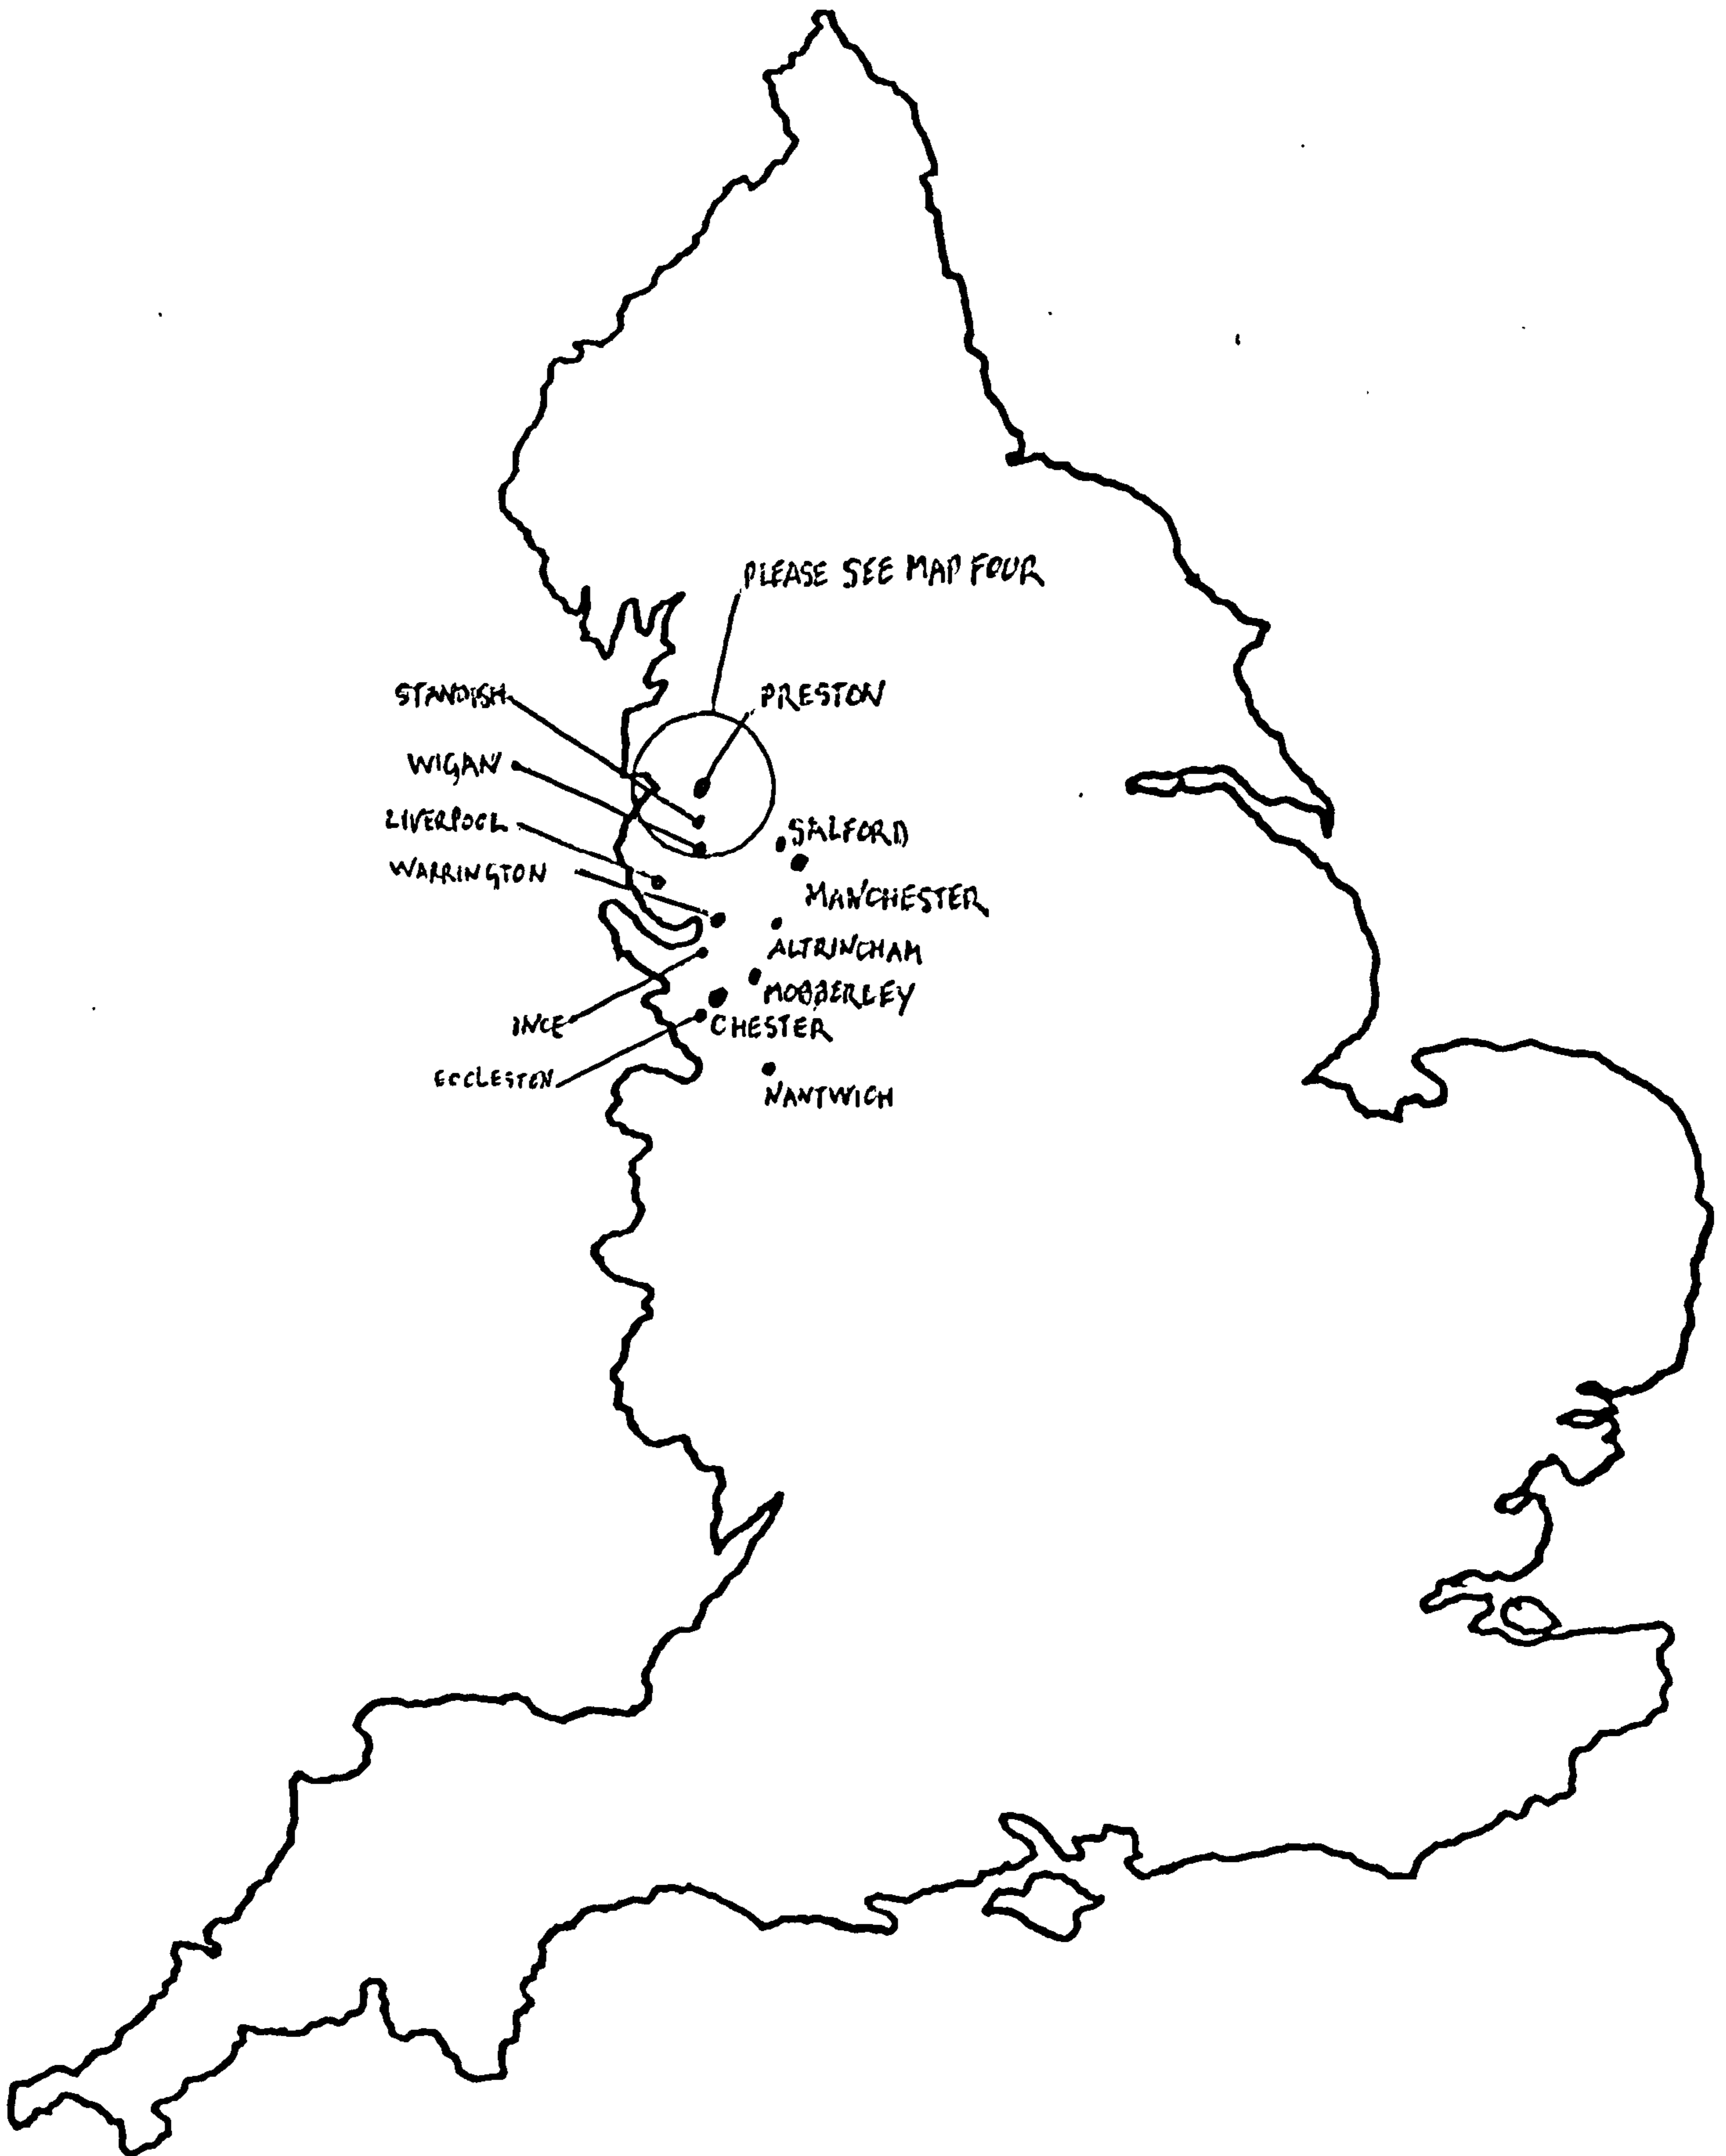 PLEASE SEE MAP FOUR
STANDISH
PRESTON
WIGAN
LIVERPOOL
SALFORD
WARRINGTON
MANCHESTER
ALTRINCHAM
MOBBERLEY
INCE
CHESTER
ECCLESTON
NANTWICH